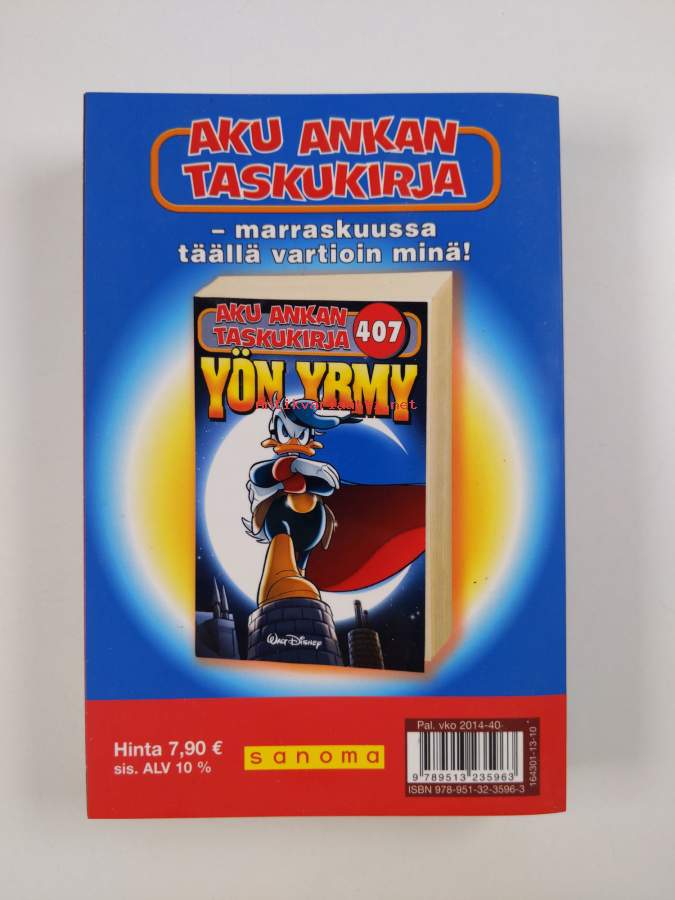 AKU ANKAN
TASKUKIRJA
– marraskuussa
täällä vartioin minä!
AKU ANKAN
TASKUKIRJA
407
YÖN YRMY
antikvariaatti.net
WALT DISNEY
Hinta 7,90 €
sis. ALV 10 %
sanoma
Pal. vko 2014-40
9 789513 235963
ISBN 978-951-32-3596-3
164301-13-10